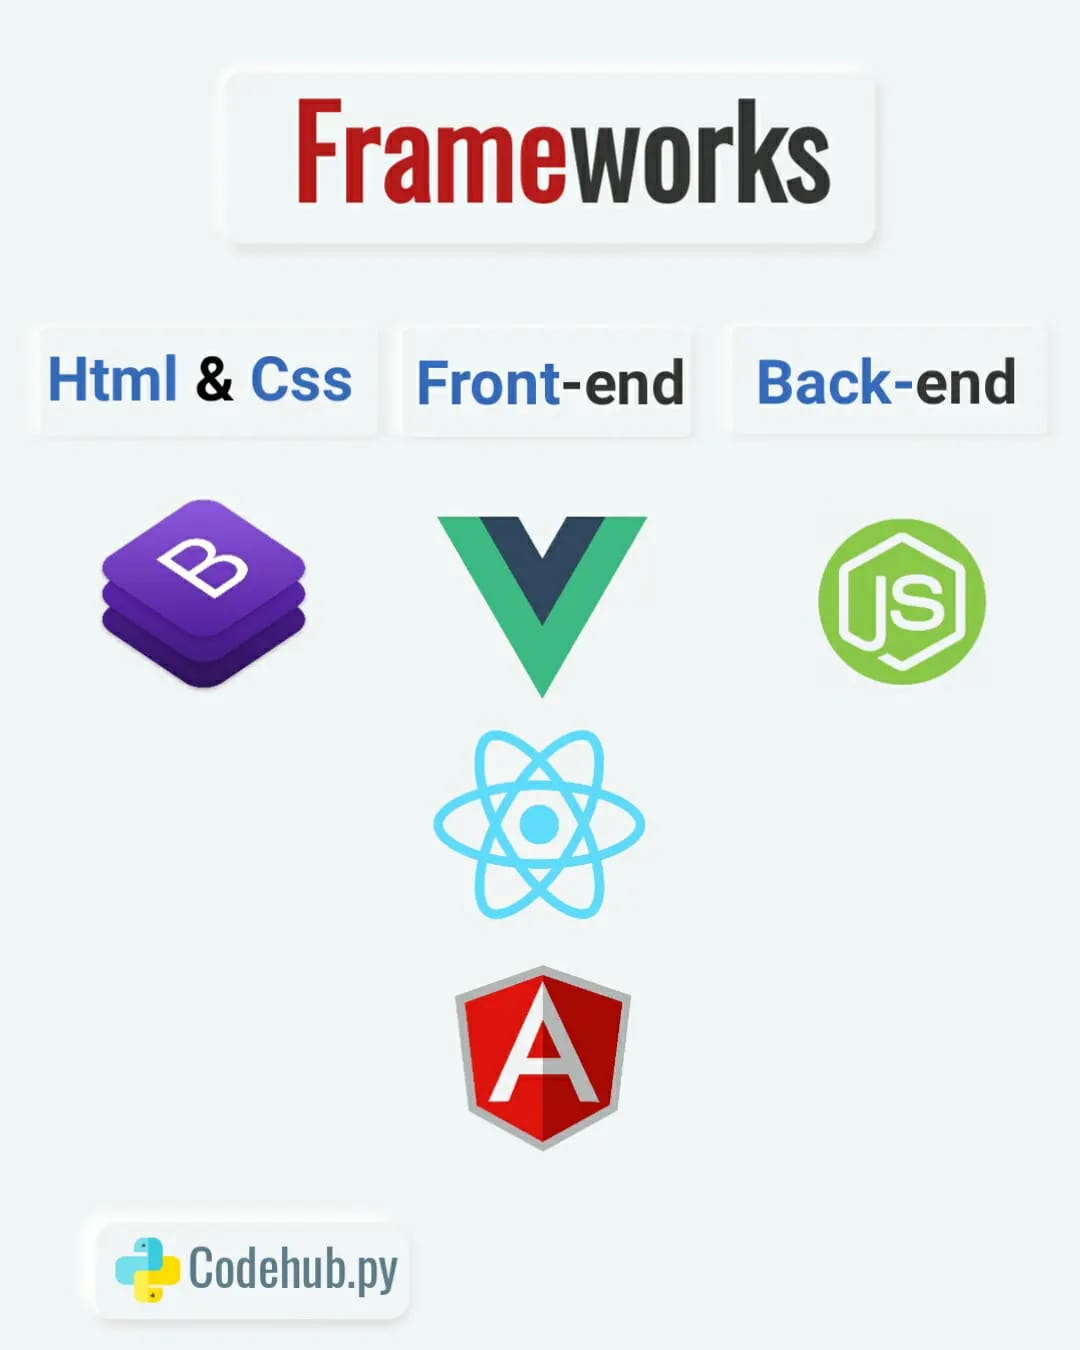 Frameworks
Html & Css
Front-end
Back-end
B
JS
A
Codehub.py